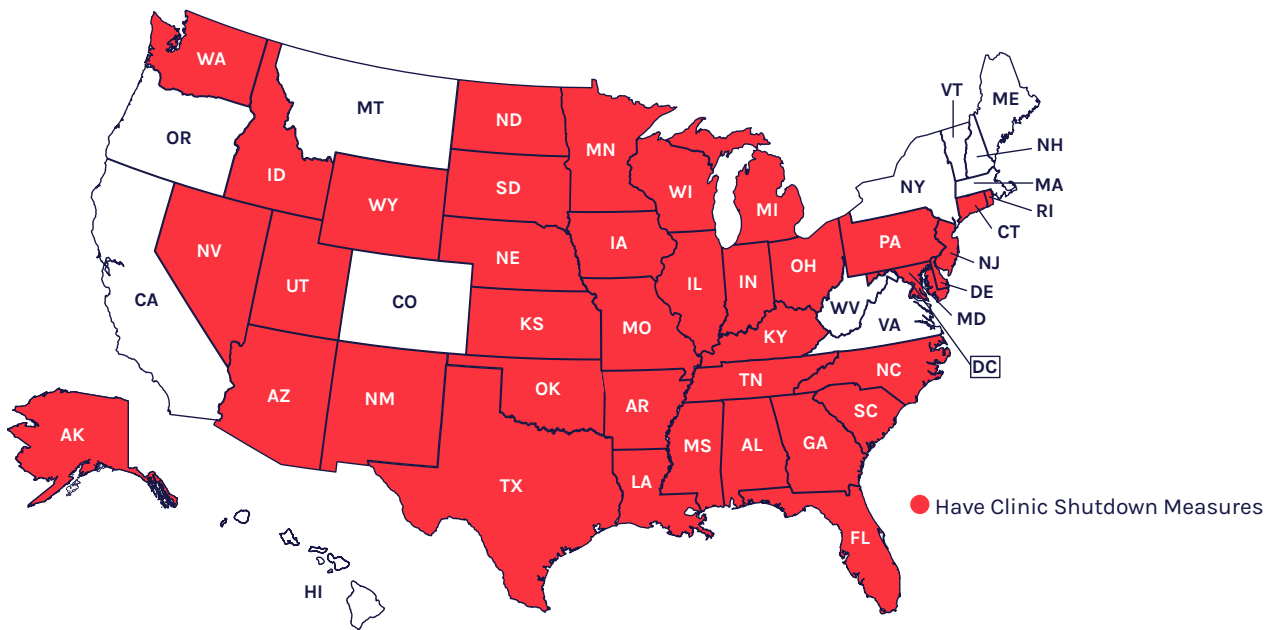 WA
MT
ND
MN
VT
ME
OR
ID
SD
WI
NH
WY
MI
NY
MA
RI
NV
IA
PA
CT
NE
OH
NJ
UT
IL
IN
CA
CO
DE
WV
MD
KS
MO
VA
KY
DC
AZ
NM
OK
TN
NC
AR
SC
AK
MS
AL
GA
TX
LA
Have Clinic Shutdown Measures
FL
HI